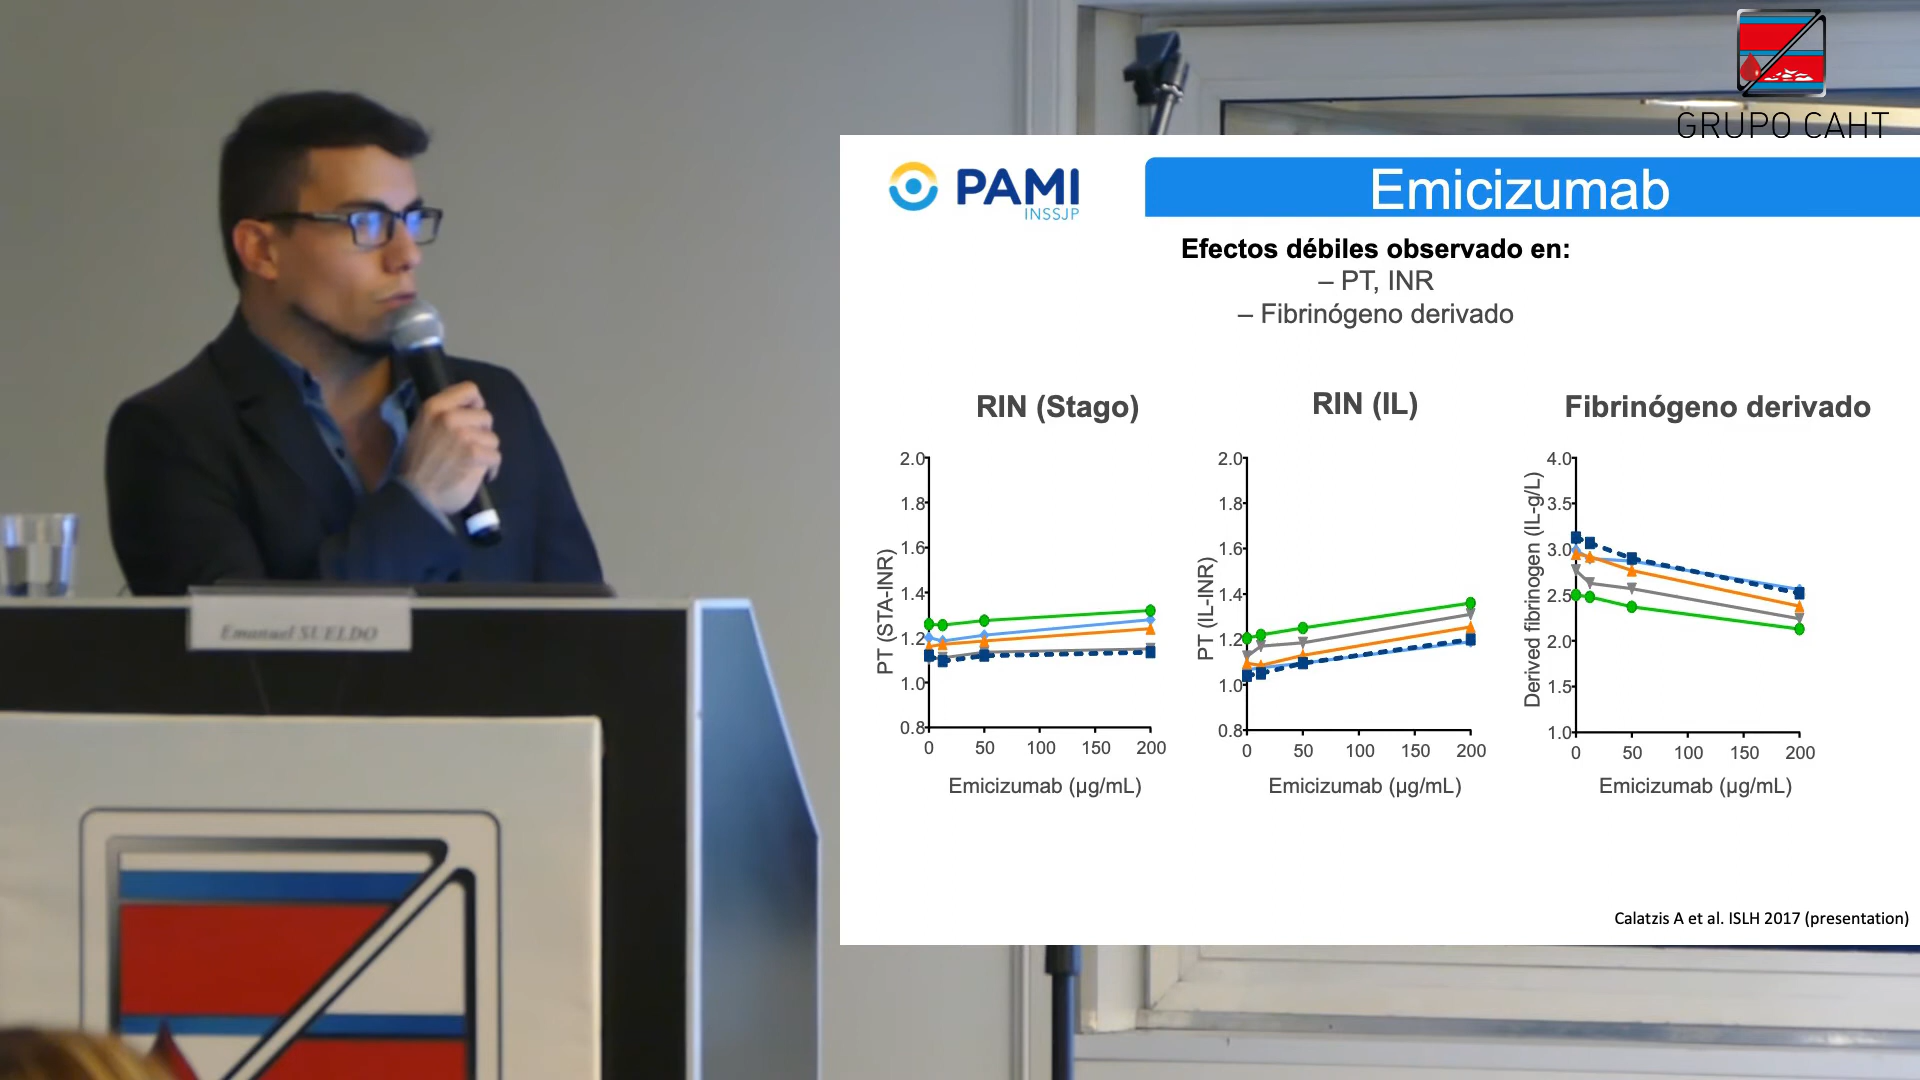 GRUPO CAHT
PAMI
INSSJP
Emicizumab
Efectos débiles observado en:
– PT, INR
– Fibrinógeno derivado
RIN (Stago)
RIN (IL)
Fibrinógeno derivado
PT (STA-INR)
2.0
1.8
1.6
1.4
1.2
1.0
0.8
0 50 100 150 200
Emicizumab (µg/mL)
PT (IL-INR)
2.0
1.8
1.6
1.4
1.2
1.0
0.8
0 50 100 150 200
Emicizumab (µg/mL)
Derived fibrinogen (IL-g/L)
4.0
3.5
3.0
2.5
2.0
1.5
1.0
0 50 100 150 200
Emicizumab (µg/mL)
Calatzis A et al. ISLH 2017 (presentation)
Emanuel SUELDO